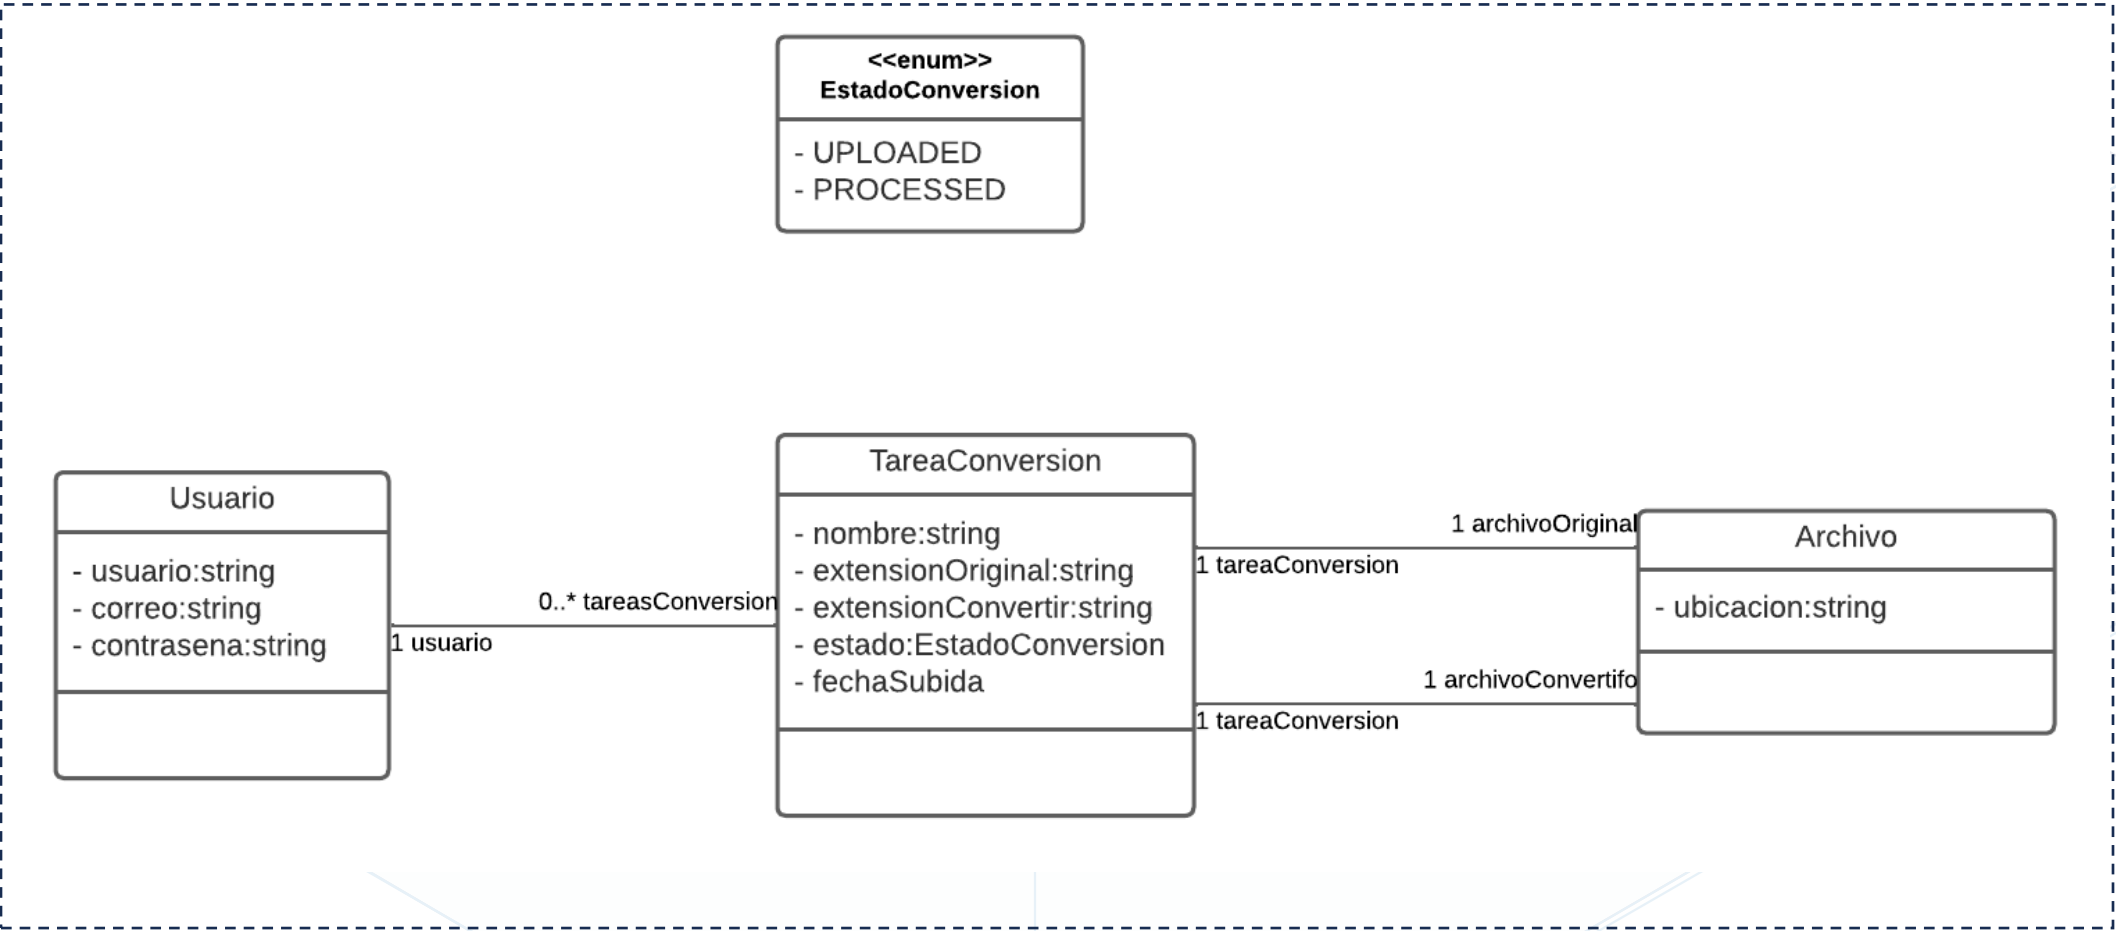 <<enum>>
EstadoConversion
- UPLOADED
- PROCESSED
Usuario
- usuario:string
- correo:string
- contrasena:string
0..* tareasConversion
1 usuario
TareaConversion
- nombre:string
- extensionOriginal:string
- extensionConvertir:string
- estado:EstadoConversion
- fechaSubida
1 archivoOriginal
1 tareaConversion
1 archivoConvertifo
1 tareaConversion
Archivo
- ubicacion:string